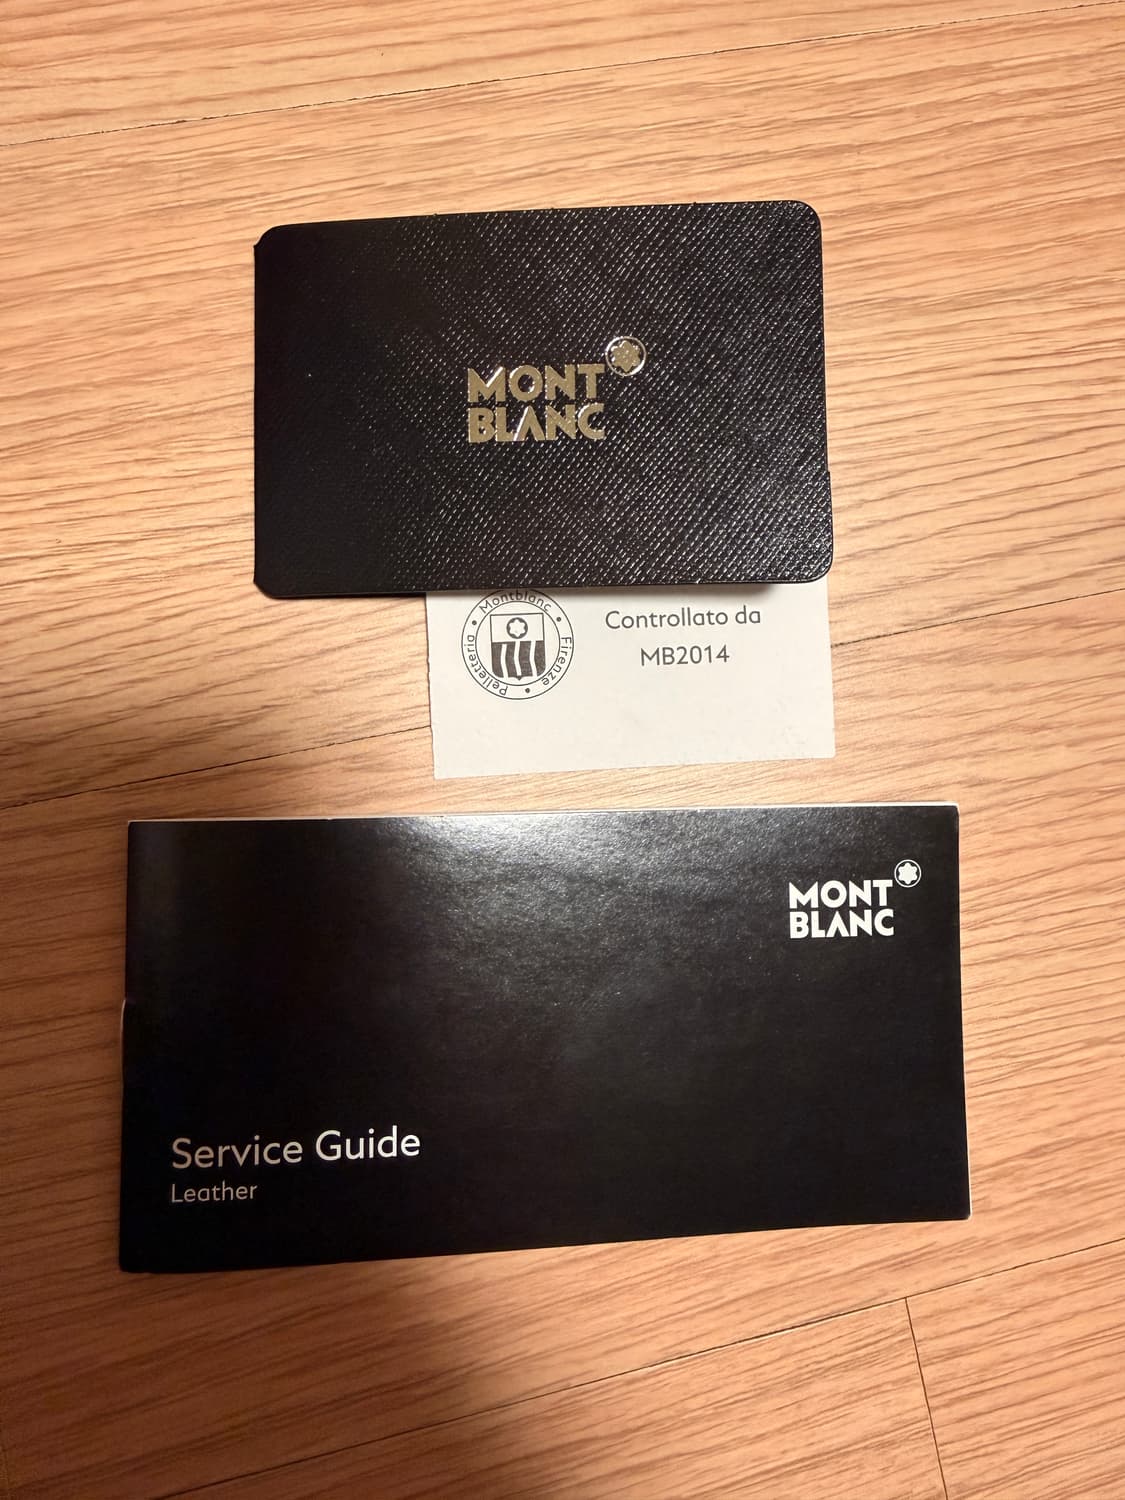 MONT
BLANC
Montblanc
Firenze
Pelletteria
Controllato da
MB2014
MONT
BLANC
Service Guide
Leather